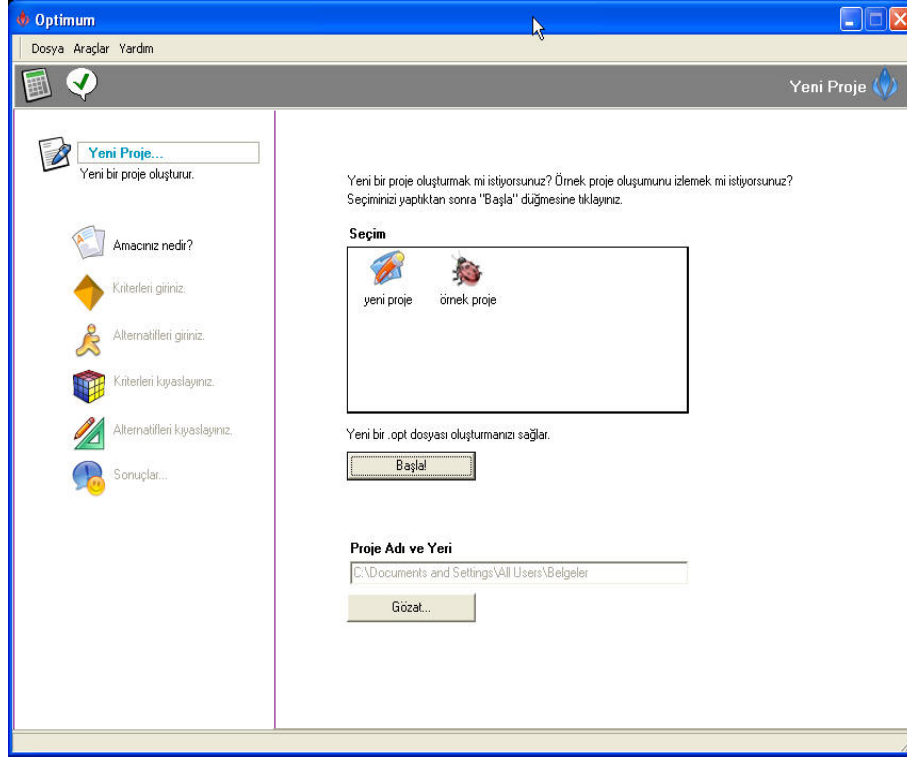 Optimum
Dosya Araçlar Yardım
Yeni Proje
Yeni Proje...
Yeni bir proje oluşturur.
Amacınız nedir?
Kriterleri giriniz.
Alternatifleri giriniz.
Kriterleri kıyaslayınız.
Alternatifleri kıyaslayınız.
Sonuçlar...
Yeni bir proje oluşturmak mi istiyorsunuz? Örnek proje oluşumunu izlemek mi istiyorsunuz?
Seçiminizi yaptıktan sonra "Başla" düğmesine tıklayınız.
Seçim
yeni proje örnek proje
Yeni bir .opt dosyası oluşturmanızı sağlar.
Başla!
Proje Adı ve Yeri
C:\Documents and Settings\All Users\Belgeler
Gözat...